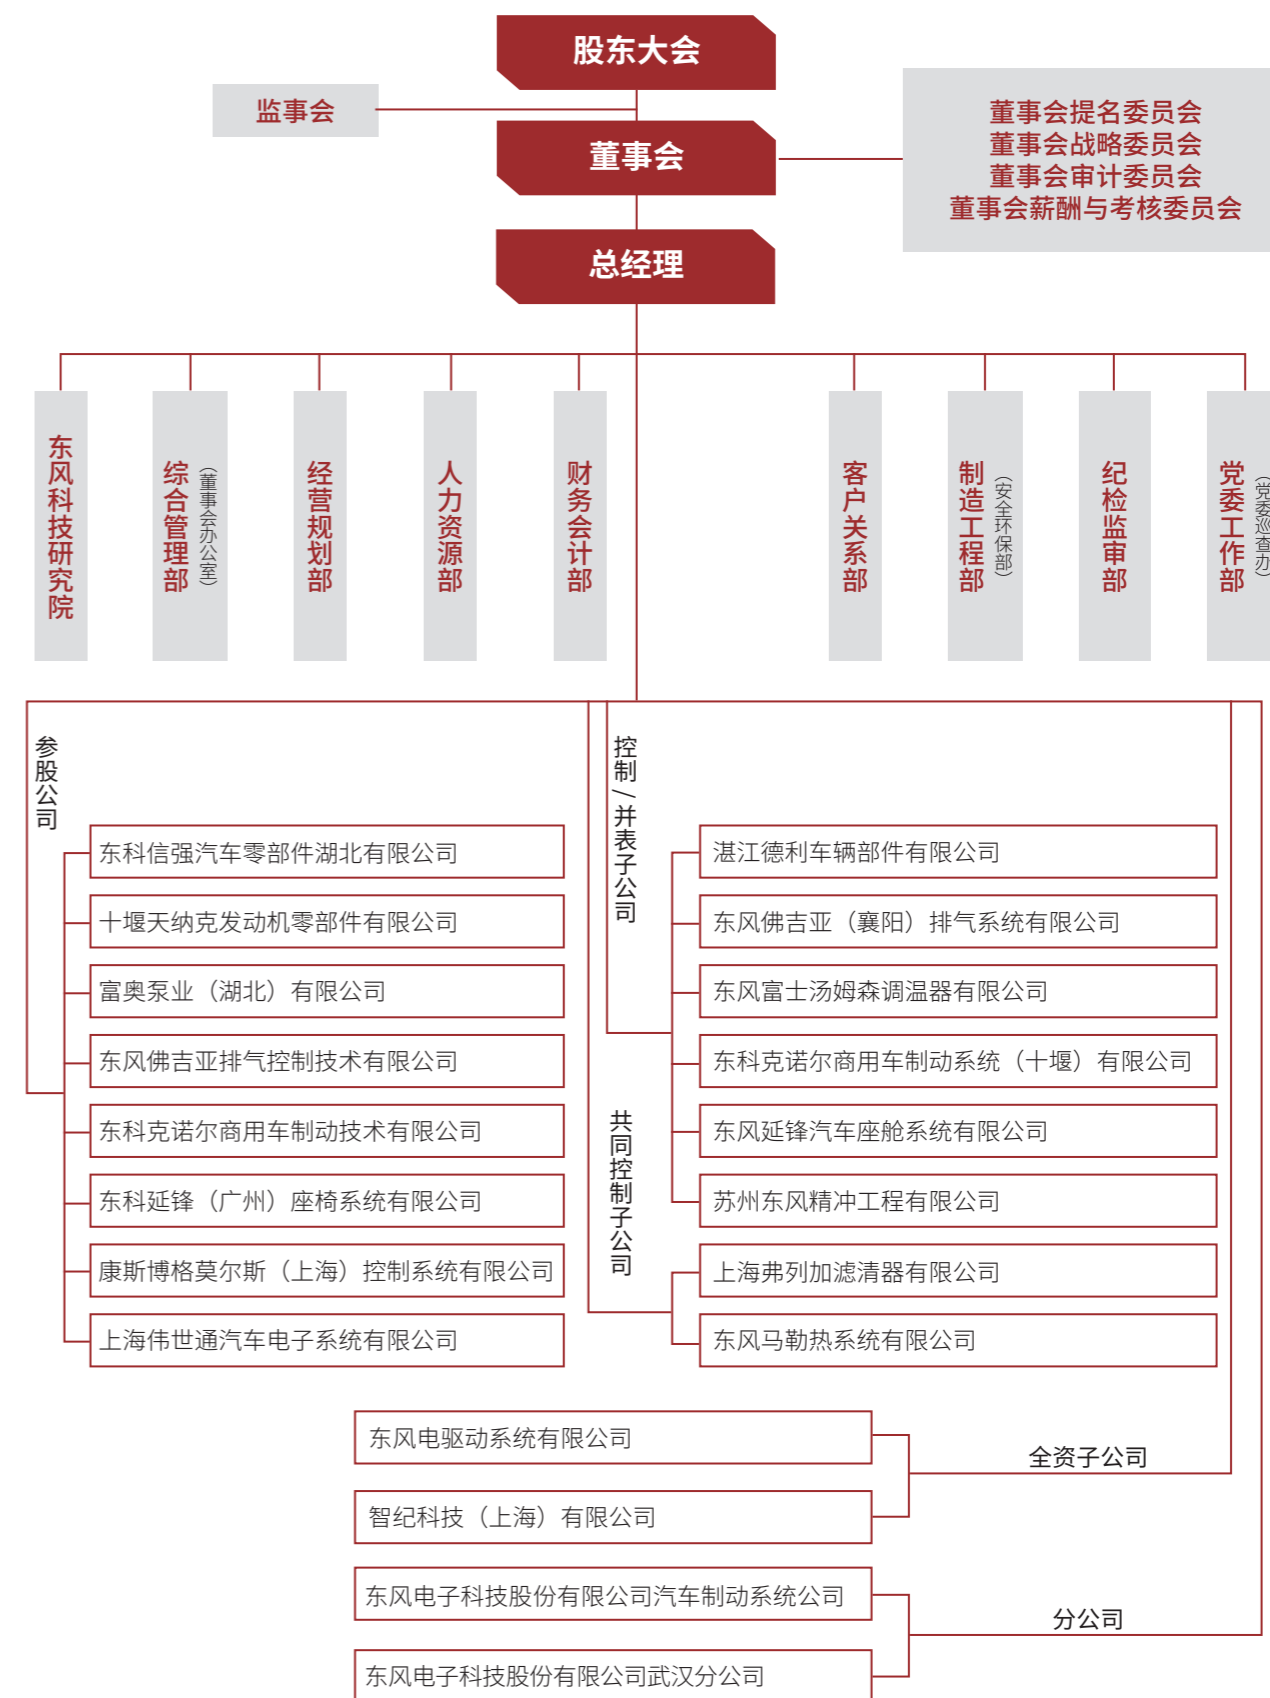 股东大会
监事会
董事会
董事会提名委员会
董事会战略委员会
董事会审计委员会
董事会薪酬与考核委员会
总经理
东风科技研究院
综合管理部
（董事会办公室）
经营规划部
人力资源部
财务会计部
客户关系部
制造工程部
（安全环保部）
纪检监审部
党委工作部
（党委巡查办）
参股公司
东科信强汽车零部件湖北有限公司
十堰天纳克发动机零部件有限公司
富奥泵业（湖北）有限公司
东风佛吉亚排气控制技术有限公司
东科克诺尔商用车制动技术有限公司
东科延锋（广州）座椅系统有限公司
康斯博格莫尔斯（上海）控制系统有限公司
上海伟世通汽车电子系统有限公司
控制/并表子公司
湛江德利车辆部件有限公司
东风佛吉亚（襄阳）排气系统有限公司
东风富士汤姆森调温器有限公司
东科克诺尔商用车制动系统（十堰）有限公司
东风延锋汽车座舱系统有限公司
苏州东风精冲工程有限公司
共同控制子公司
上海弗列加滤清器有限公司
东风马勒热系统有限公司
东风电驱动系统有限公司
全资子公司
智纪科技（上海）有限公司
东风电子科技股份有限公司汽车制动系统公司
分公司
东风电子科技股份有限公司武汉分公司